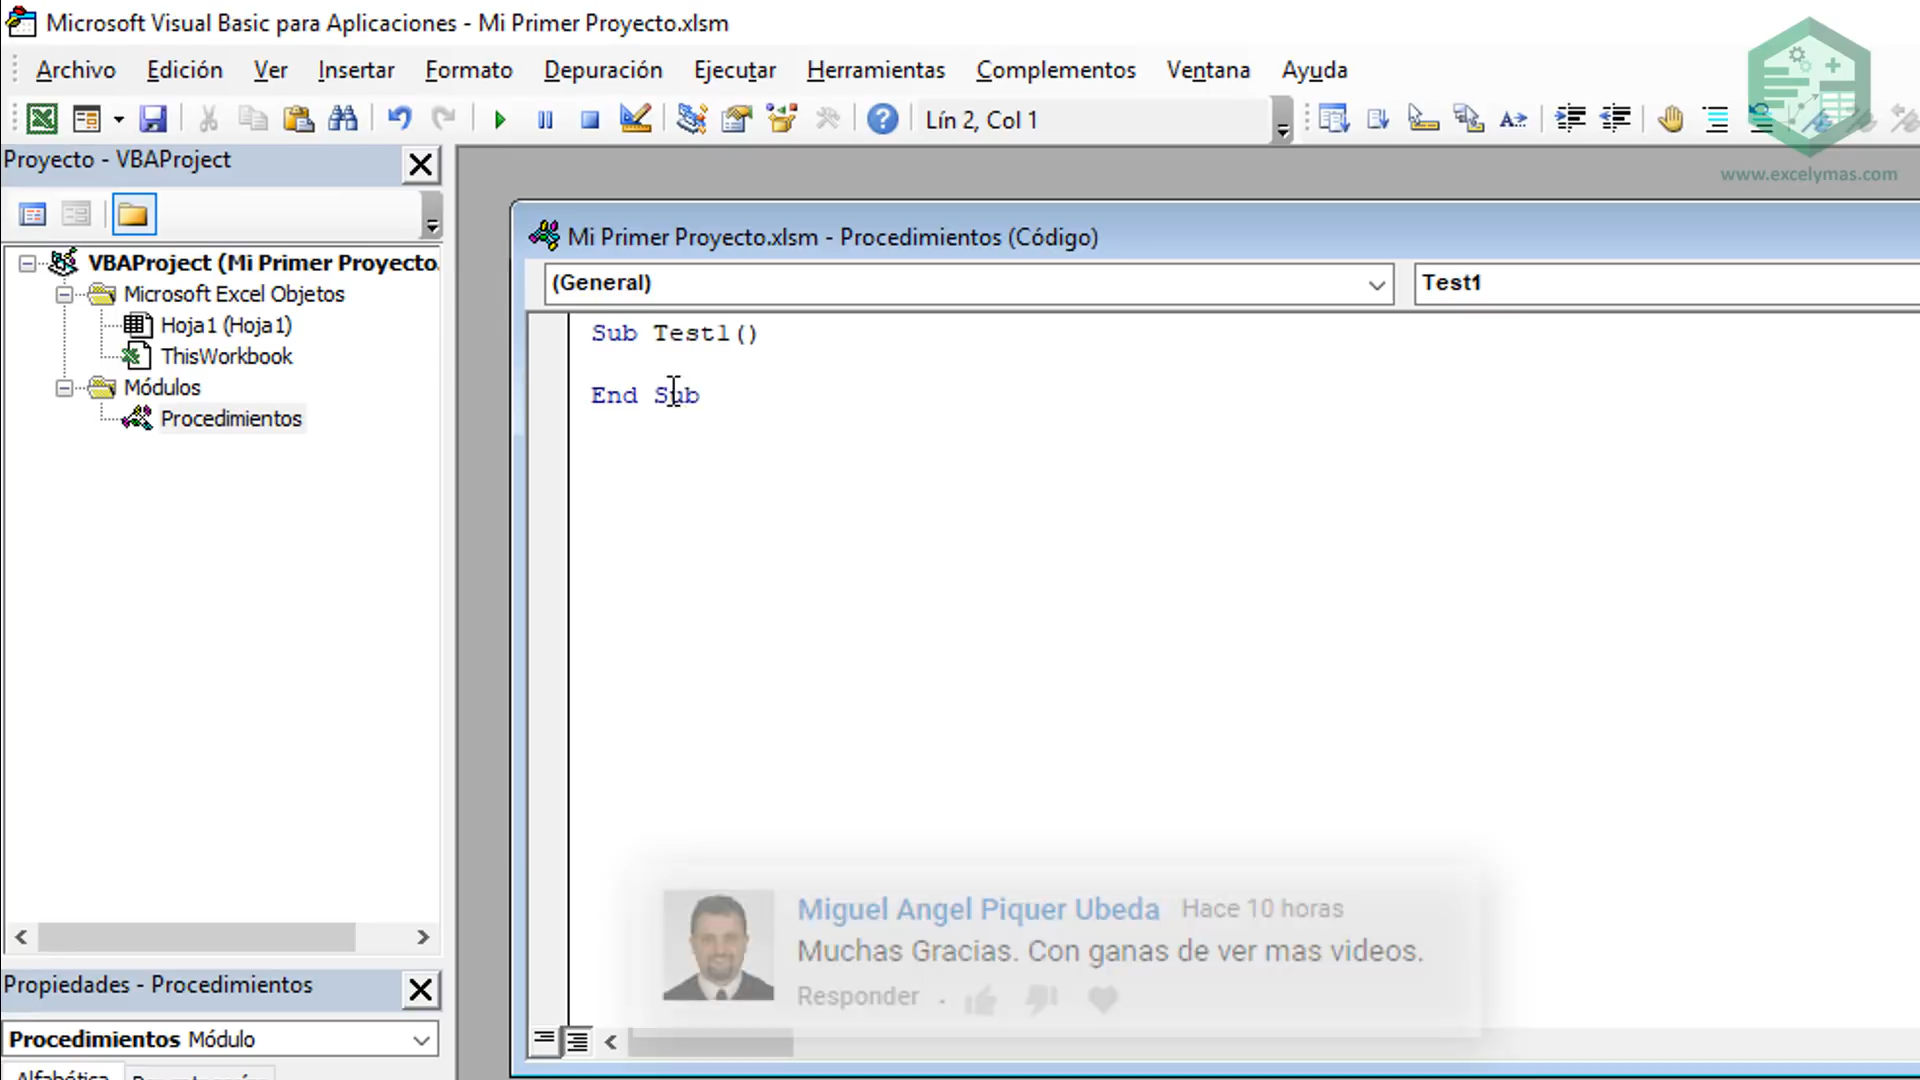 Microsoft Visual Basic para Aplicaciones - Mi Primer Proyecto.xlsm
Archivo Edición Ver Insertar Formato Depuración Ejecutar Herramientas Complementos Ventana Ayuda
Lín 2, Col 1
www.excelymas.com
Proyecto - VBAProject
VBAProject (Mi Primer Proyecto.
Microsoft Excel Objetos
Hoja1 (Hoja1)
ThisWorkbook
Módulos
Procedimientos
Mi Primer Proyecto.xlsm - Procedimientos (Código)
(General)
Test1
Sub Test1()
End Sub
Miguel Angel Piquer Ubeda Hace 10 horas
Muchas Gracias. Con ganas de ver mas videos.
Responder
Propiedades - Procedimientos
Procedimientos Módulo
Alfabética